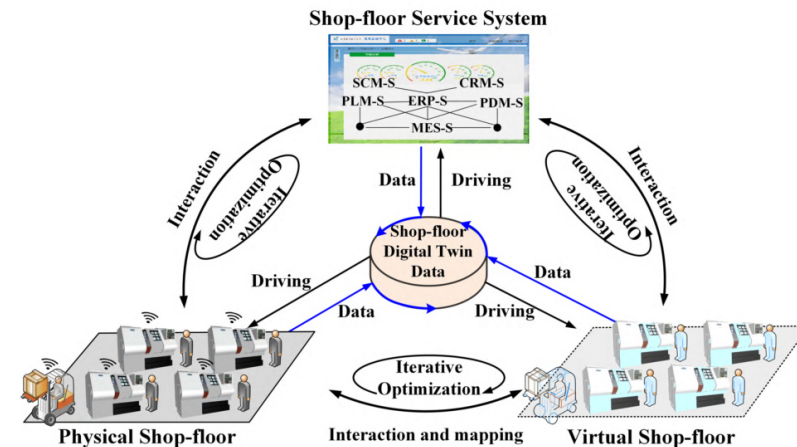 Shop-floor Service System
SCM-S
CRM-S
PLM-S
ERP-S
PDM-S
MES-S
Interaction
Iterative
Optimization
Data
Driving
Iterative
Optimization
Interaction
Shop-floor
Digital Twin
Data
Driving
Data
Data
Driving
Iterative
Optimization
Physical Shop-floor
Interaction and mapping
Virtual Shop-floor